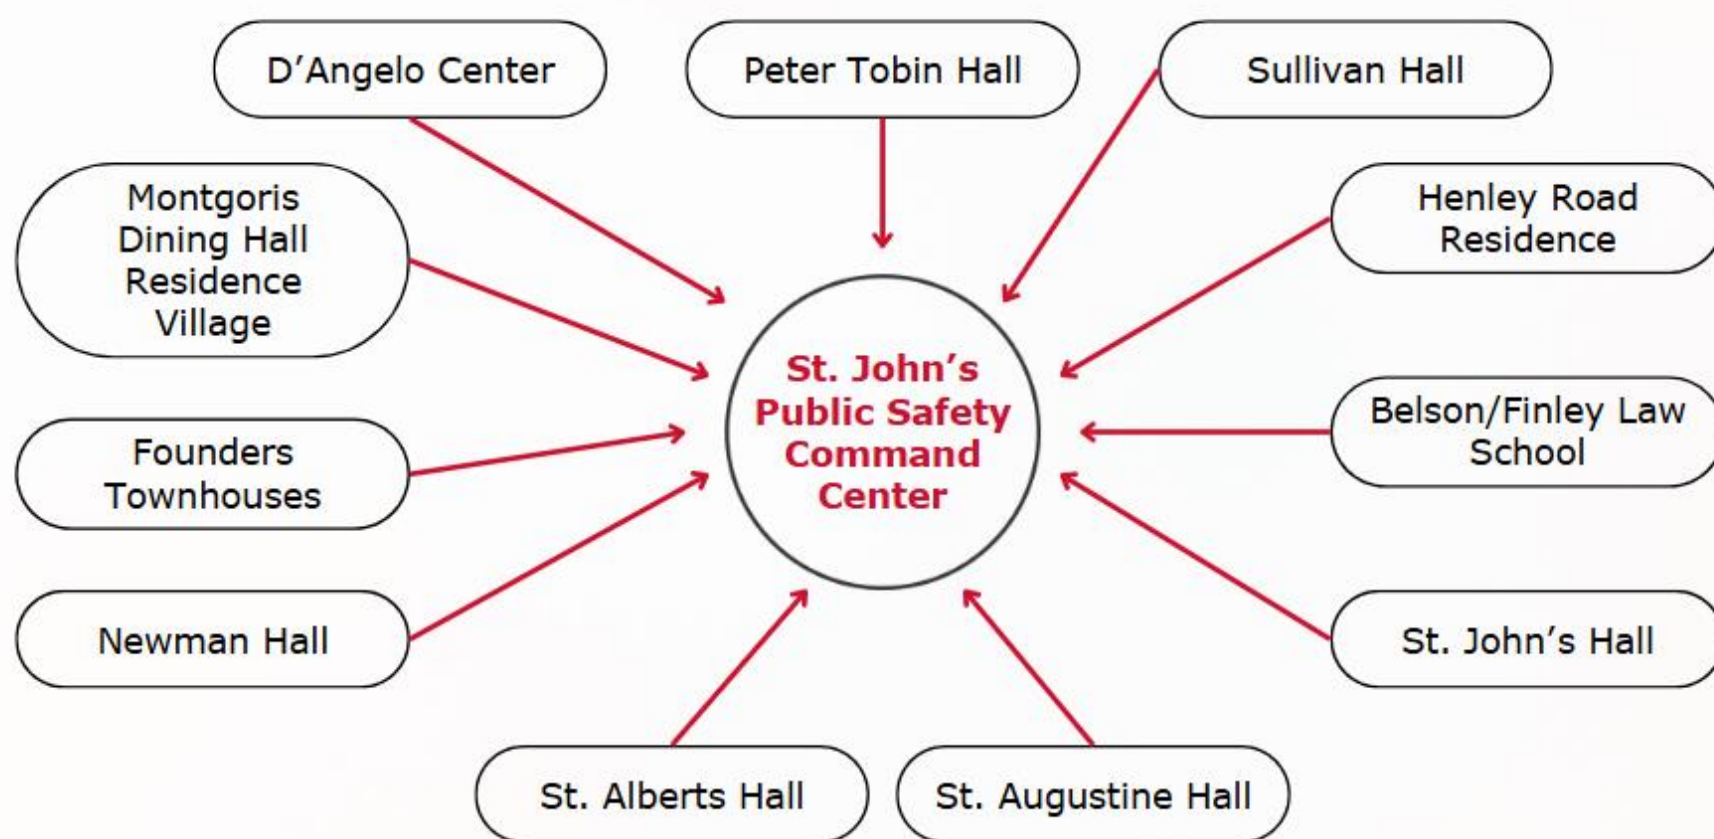 D’Angelo Center
Peter Tobin Hall
Sullivan Hall
Montgoris
Dining Hall
Residence
Village
Henley Road
Residence
St. John’s
Public Safety
Command
Center
Founders
Townhouses
Belson/Finley Law
School
Newman Hall
St. John’s Hall
St. Alberts Hall
St. Augustine Hall